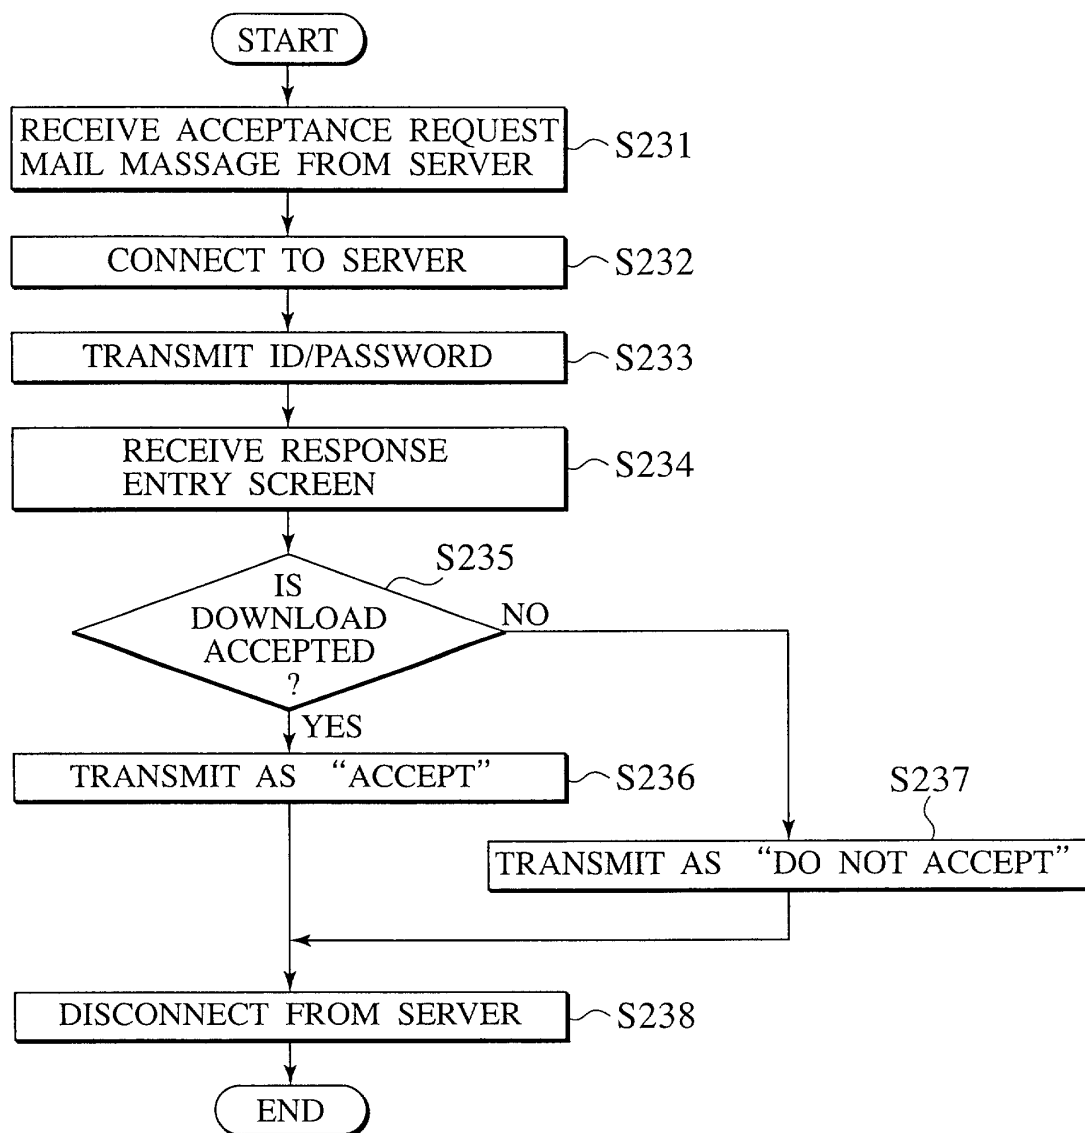 START
RECEIVE ACCEPTANCE REQUEST
MAIL MASSAGE FROM SERVER
S231
CONNECT TO SERVER
S232
TRANSMIT ID/PASSWORD
S233
RECEIVE RESPONSE
ENTRY SCREEN
S234
S235
IS
DOWNLOAD
ACCEPTED
?
NO
YES
TRANSMIT AS “ACCEPT”
S236
S237
TRANSMIT AS “DO NOT ACCEPT”
DISCONNECT FROM SERVER
S238
END